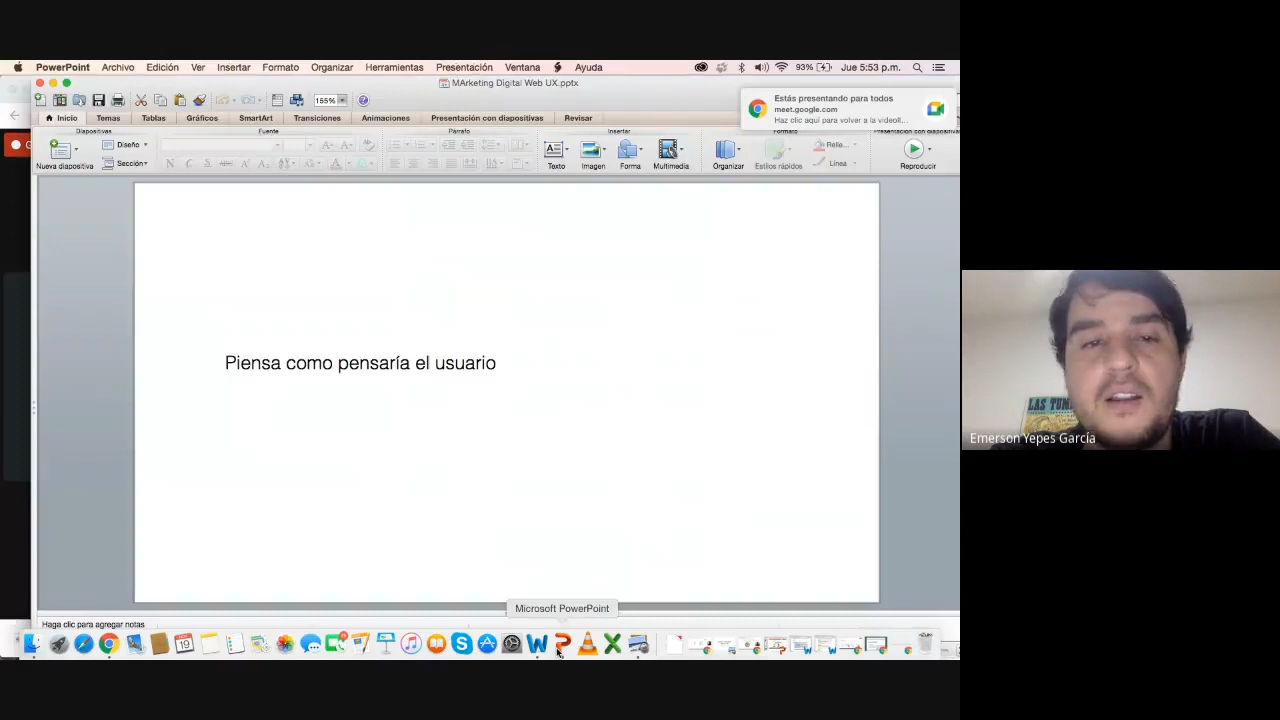 PowerPoint Archivo Edición Ver Insertar Formato Organizar Herramientas Presentación Ventana Ayuda 93% Jue 5:53 p.m.
MArketing Digital Web UX.pptx
155%
Estás presentando para todos
meet.google.com
Haz clic aquí para volver a la videoll...
Inicio Temas Tablas Gráficos SmartArt Transiciones Animaciones Presentación con diapositivas Revisar
Diapositivas Fuente Párrafo Insertar Formato Presentación con diapositivas
Nueva diapositiva Diseño Sección Texto Imagen Forma Multimedia Organizar Estilos rápidos Relle... Línea Reproducir
Piensa como pensaría el usuario
LAS TUM
Emerson Yepes García
Microsoft PowerPoint
Haga clic para agregar notas
19